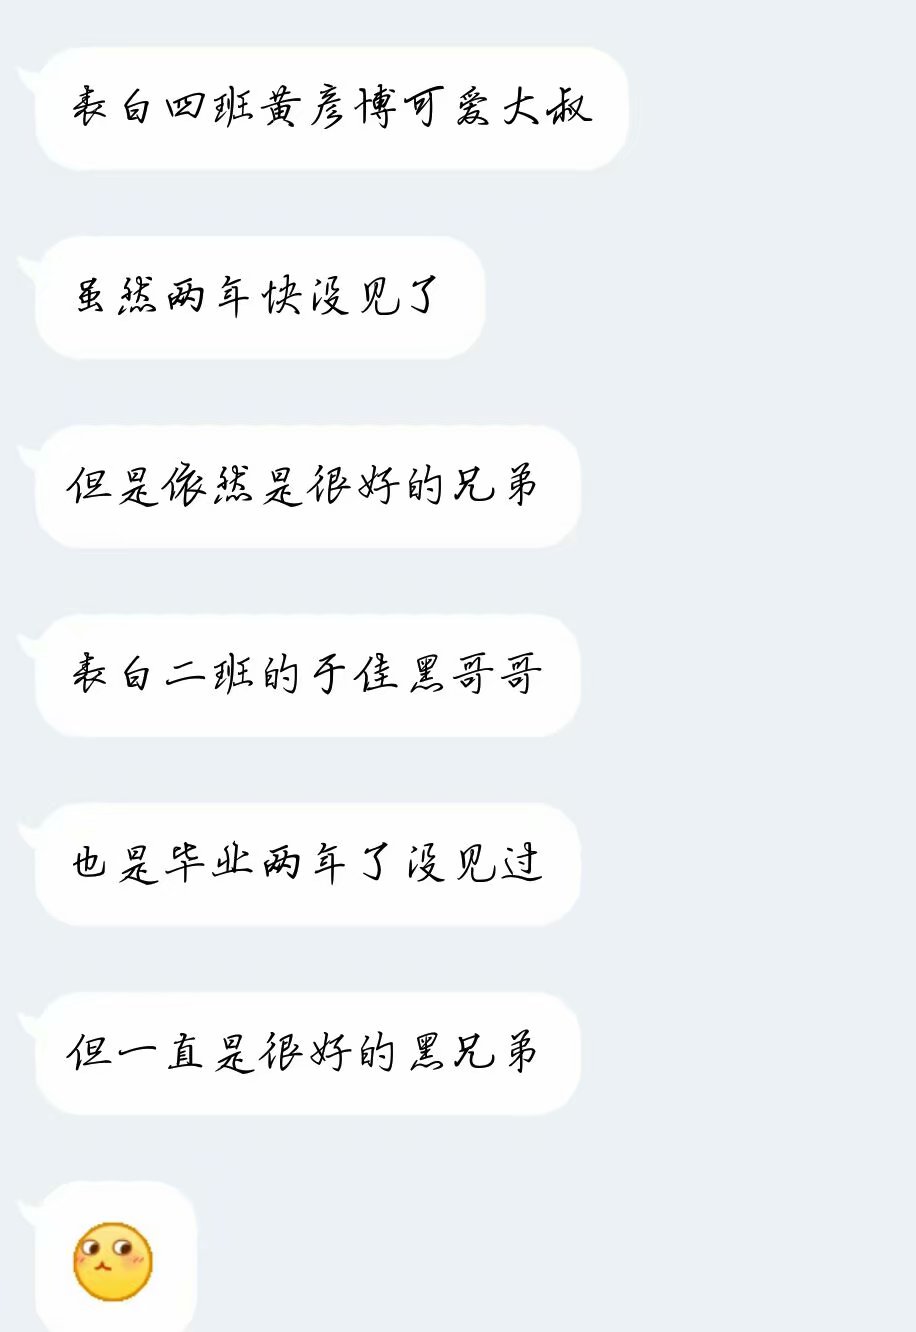 表白四班黄彦博可爱大叔
虽然两年快没见了
但是依然是很好的兄弟
表白二班的于佳黑哥哥
也是毕业两年了没见过
但一直是很好的黑兄弟